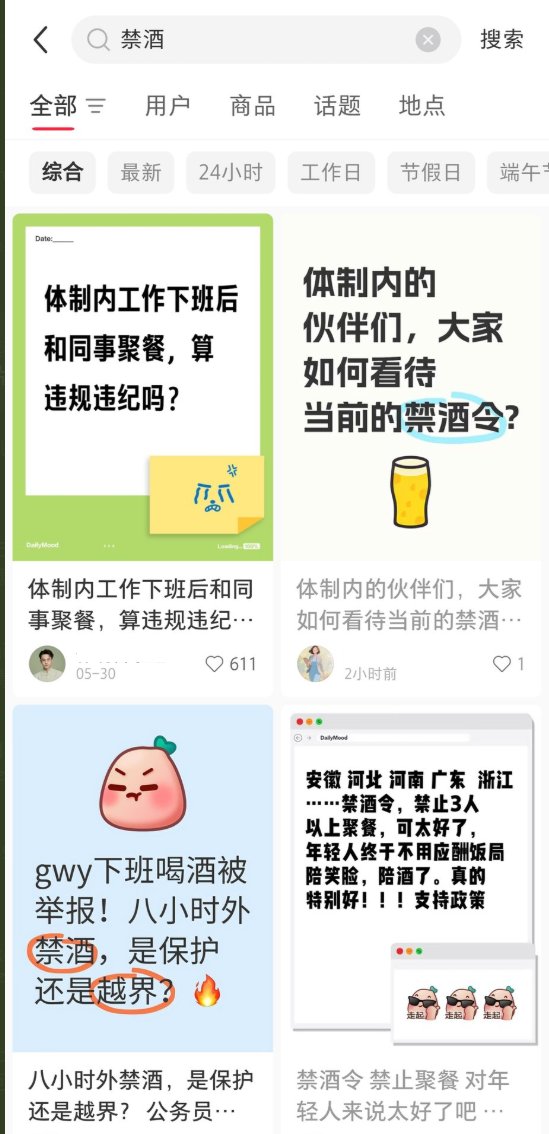 禁酒
搜索
全部
用户
商品
话题
地点
综合
最新
24小时
工作日
节假日
Date:
体制内工作下班后
和同事聚餐，算
违规违纪吗？
DailyMood
Loading...
体制内工作下班后和同
事聚餐，算违规违纪…
05-30
611
体制内的
伙伴们，大家
如何看待
当前的禁酒令?
体制内的伙伴们，大家
如何看待当前的禁酒…
2小时前
1
gwy下班喝酒被
举报！八小时外
禁酒，是保护
还是越界？
八小时外禁酒，是保护
还是越界？ 公务员…
DailyMood
安徽 河北 河南 广东 浙江
……禁酒令，禁止3人
以上聚餐，可太好了，
年轻人终于不用应酬饭局
陪笑脸，陪酒了。真的
特别好！！！支持政策
走起 走起 走起
禁酒令 禁止聚餐 对年
轻人来说太好了吧 …